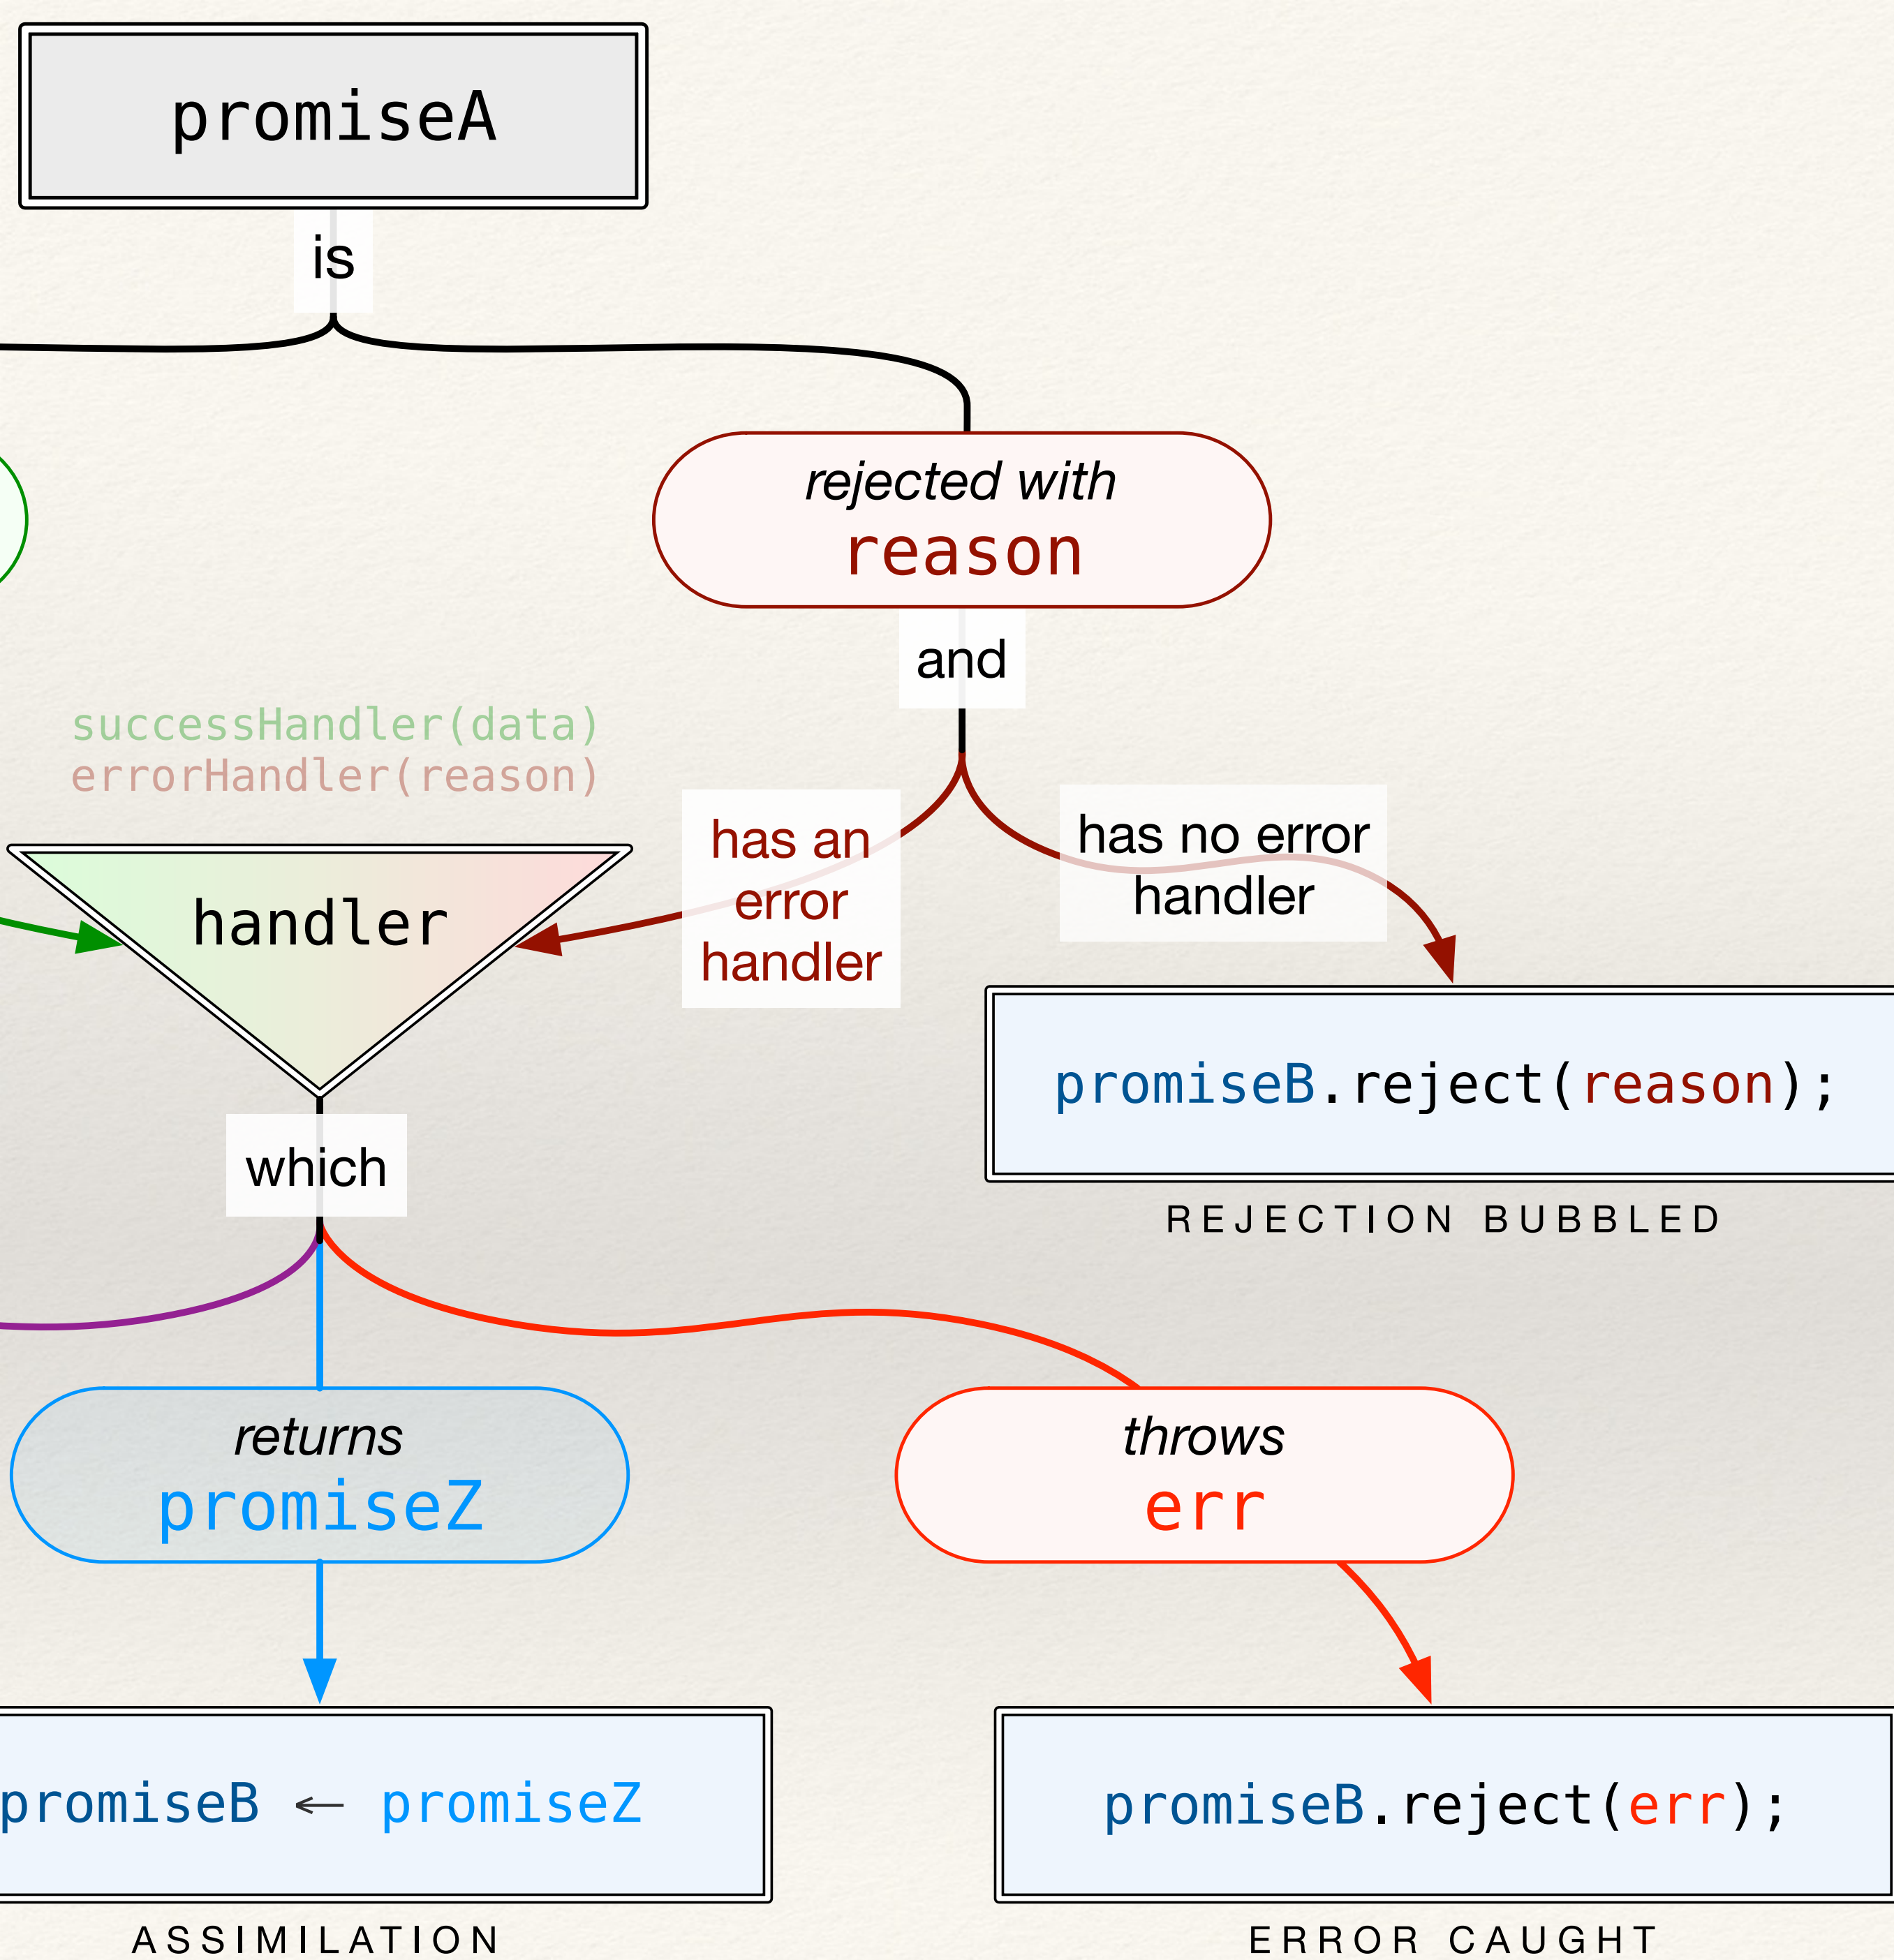 promiseA
is
rejected with
reason
and
successHandler(data)
errorHandler(reason)
has an
error
handler
has no error
handler
handler
promiseB.reject(reason);
which
REJECTION BUBBLED
returns
promiseZ
throws
err
promiseB ← promiseZ
promiseB.reject(err);
ASSIMILATION
ERROR CAUGHT